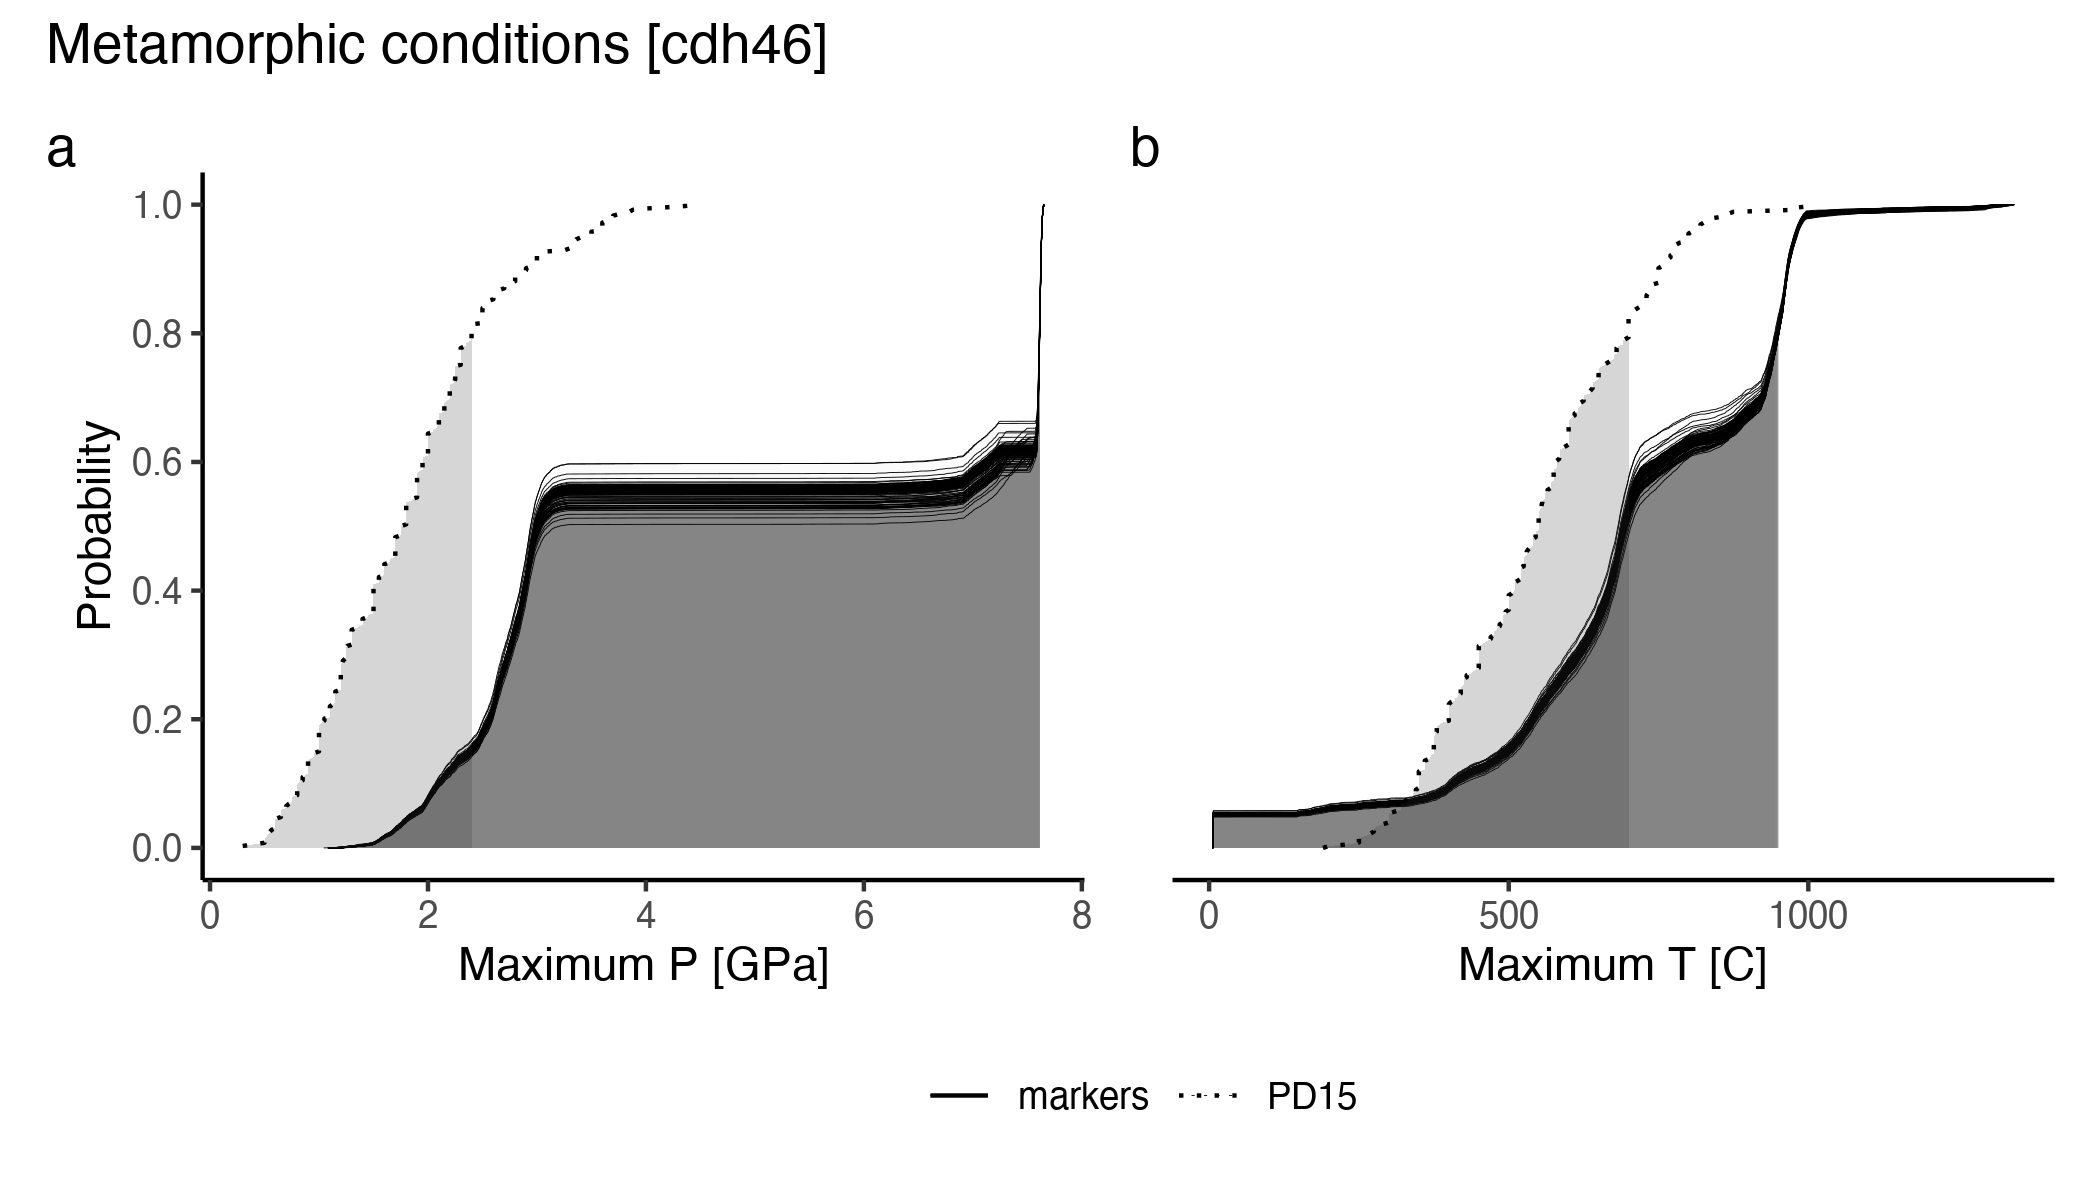 Metamorphic conditions [cdh46]
a
b
1.0
0.8
0.6
0.4
0.2
0.0
Probability
0 2 4 6 8
Maximum P [GPa]
0 500 1000
Maximum T [C]
markers PD15